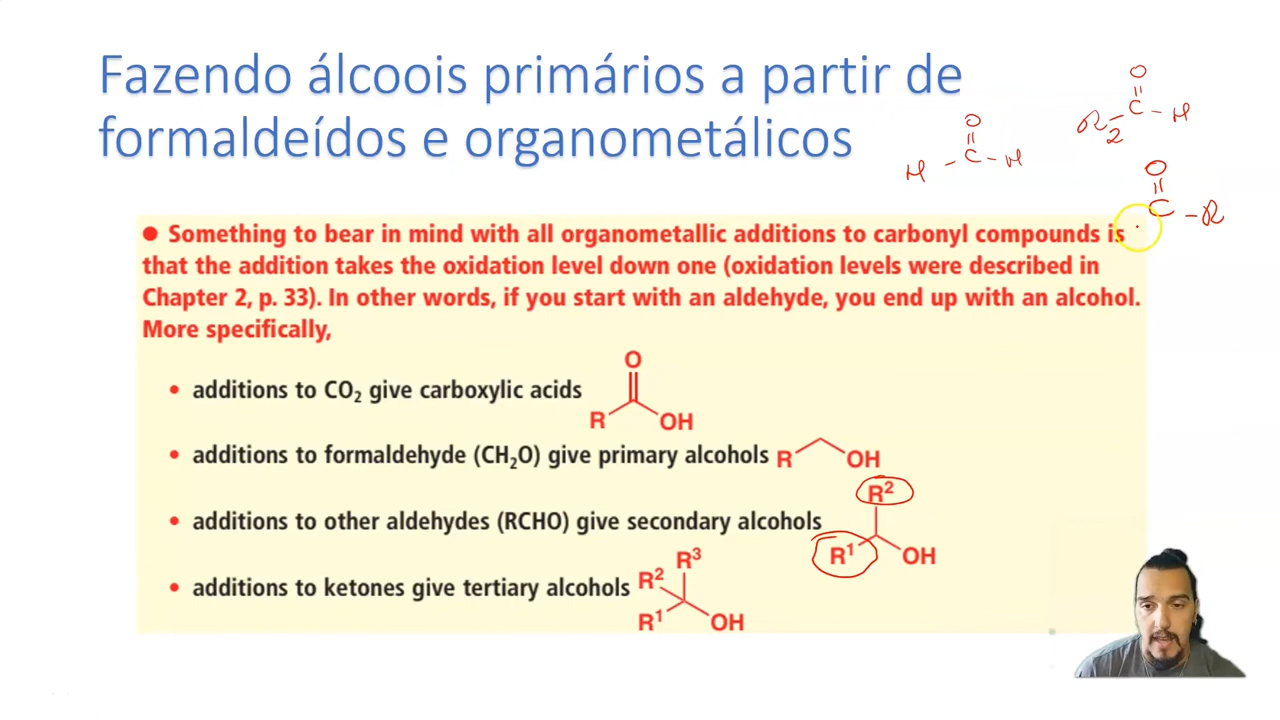 Fazendo álcoois primários a partir de
formaldeídos e organometálicos
O
H - C - H
O
R2 - C - H
O
C - R
● Something to bear in mind with all organometallic additions to carbonyl compounds is
that the addition takes the oxidation level down one (oxidation levels were described in
Chapter 2, p. 33). In other words, if you start with an aldehyde, you end up with an alcohol.
More specifically,
• additions to CO₂ give carboxylic acids
O
R OH
• additions to formaldehyde (CH₂O) give primary alcohols R OH
R²
• additions to other aldehydes (RCHO) give secondary alcohols
R¹ OH
R³
• additions to ketones give tertiary alcohols R²
R¹ OH